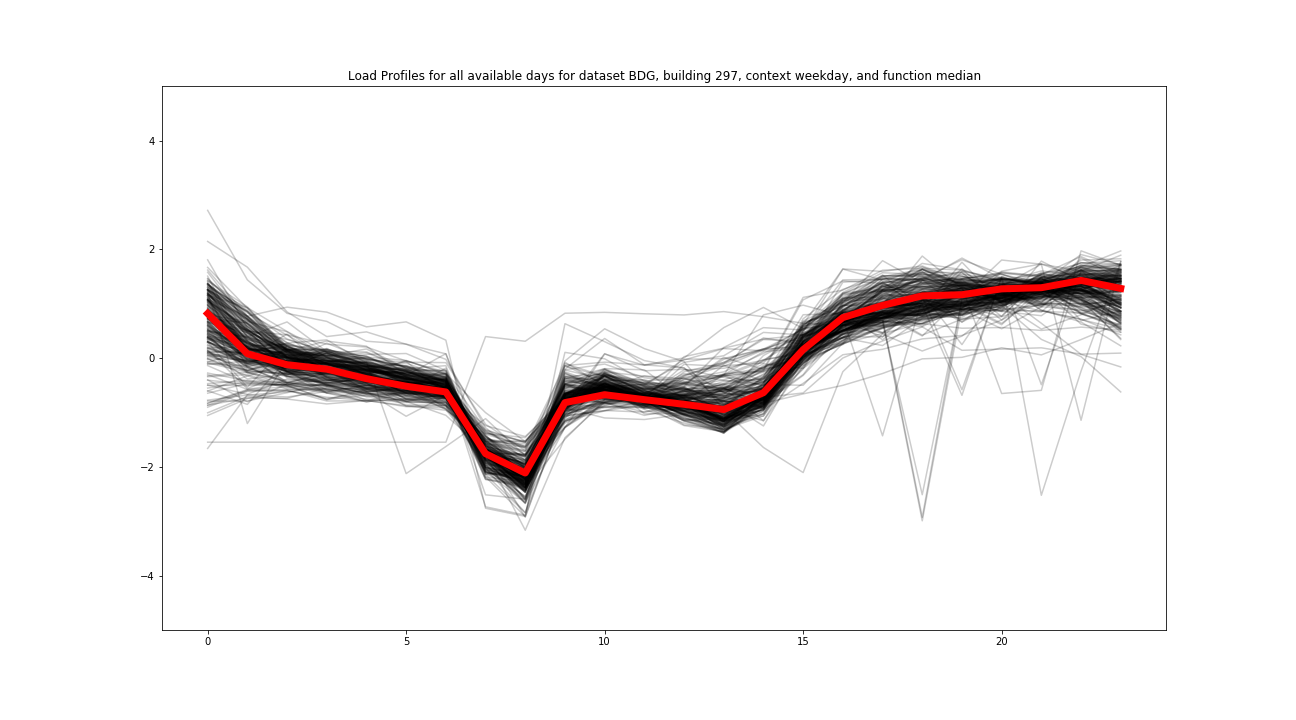 Load Profiles for all available days for dataset BDG, building 297, context weekday, and function median
4
2
0
−2
−4
0 5 10 15 20